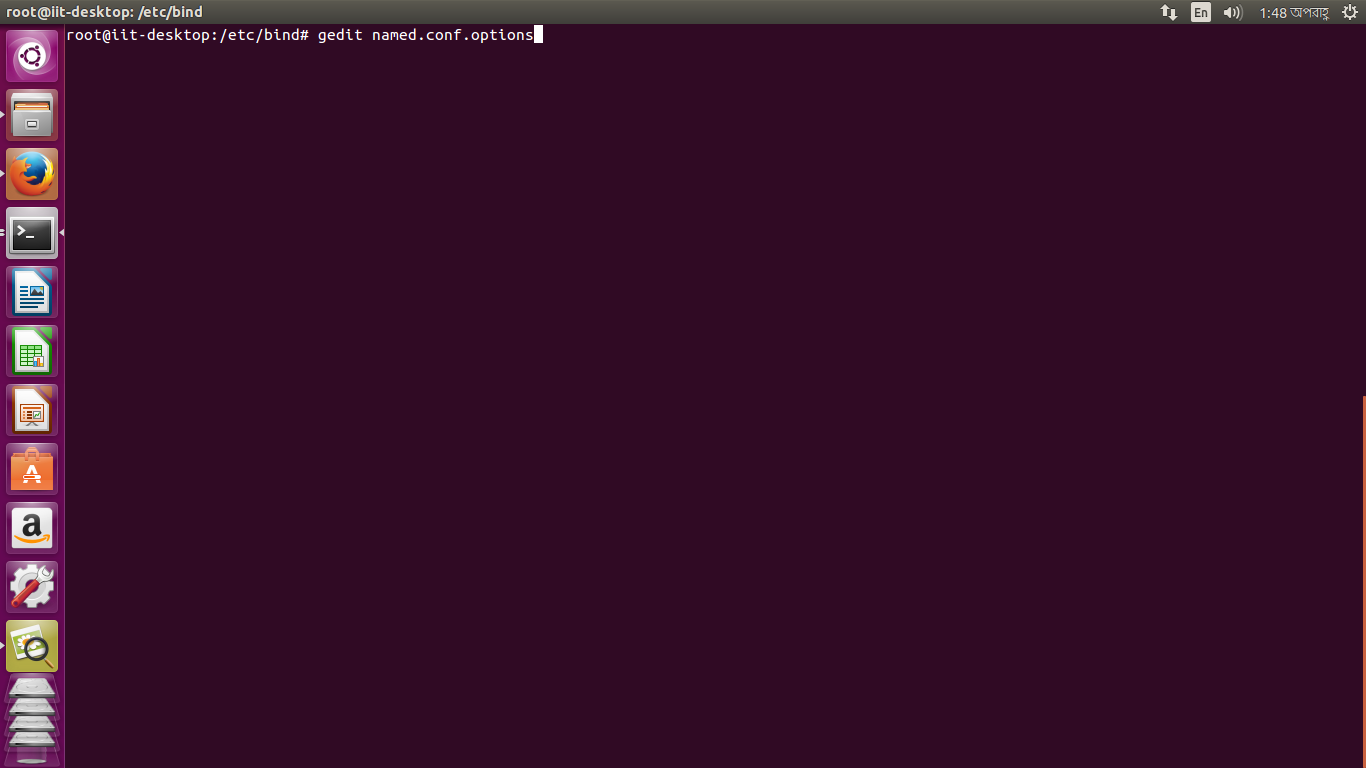 root@iit-desktop: /etc/bind
En
1:48 অপরাহ্ণ
root@iit-desktop:/etc/bind# gedit named.conf.options